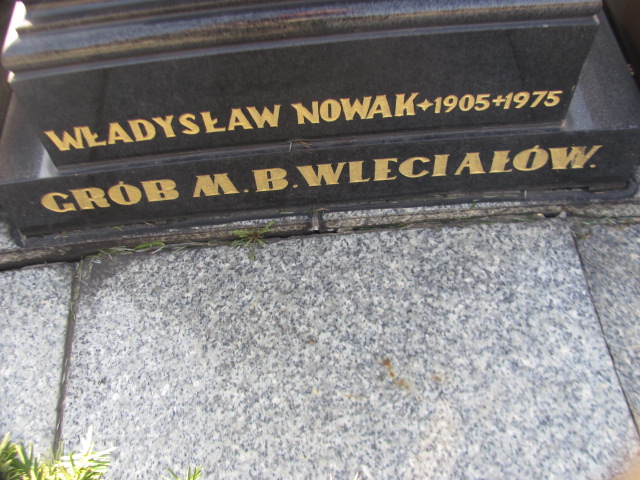 WŁADYSŁAW NOWAK ✦ 1905 + 1975
GRÓB M. B. WLECIAŁÓW.